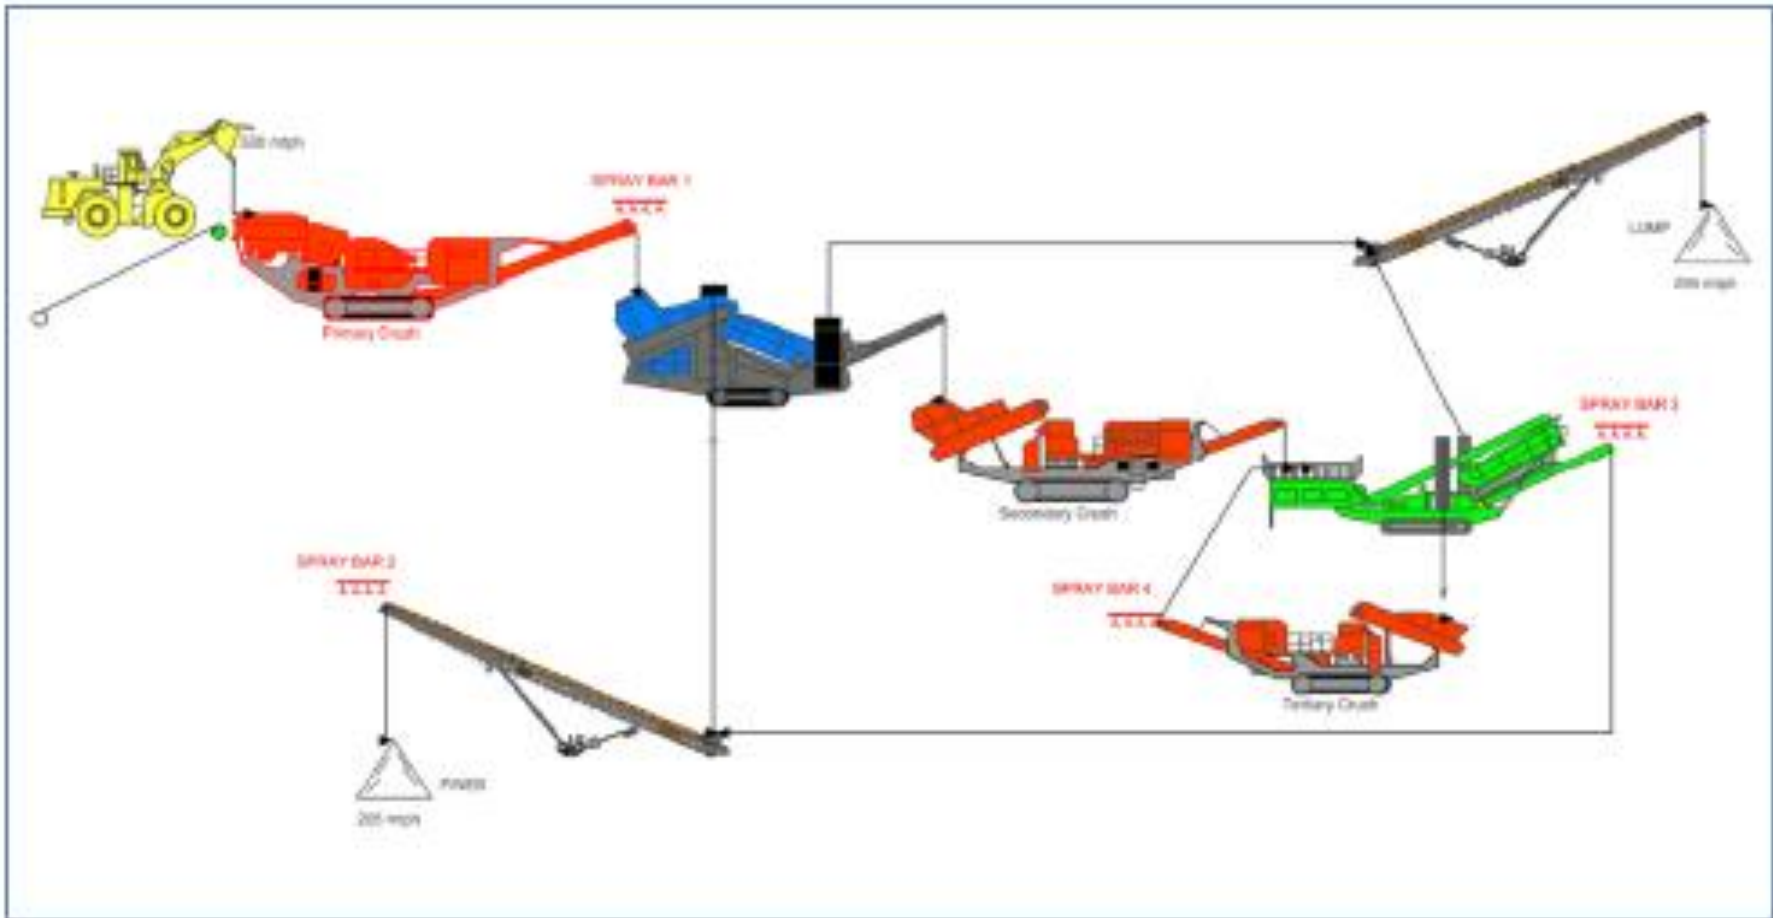 SPRAY BAR 1
Primary Crush
LUMP
SPRAY BAR 3
Secondary Crush
SPRAY BAR 2
SPRAY BAR 4
Tertiary Crush
FINES